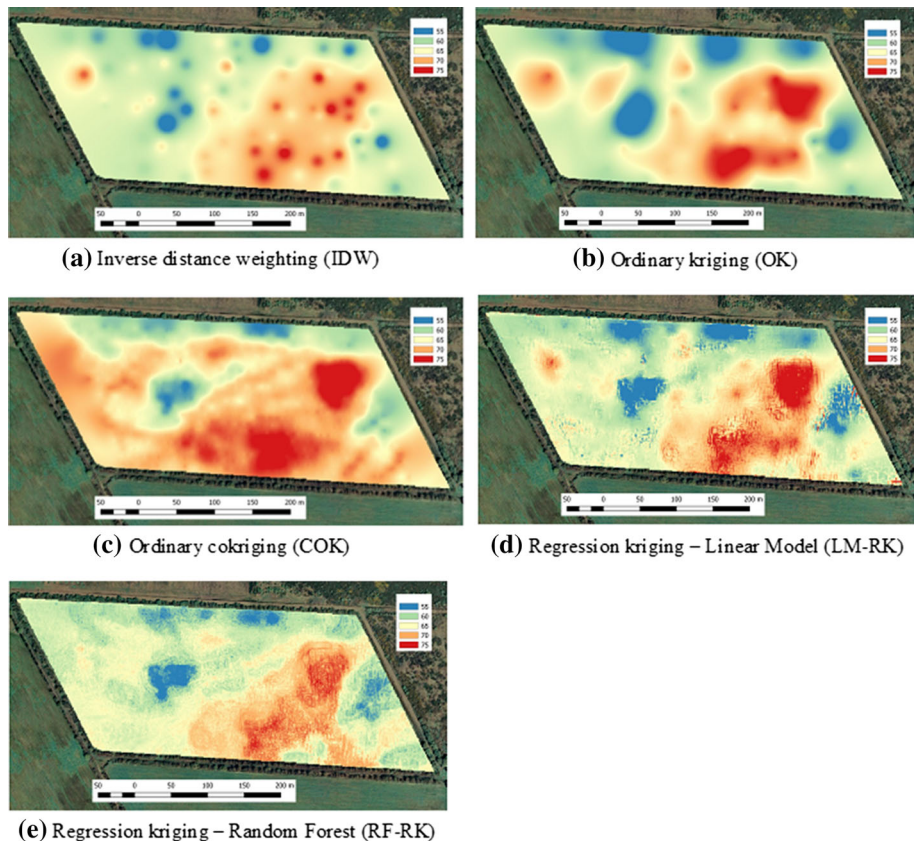 55
60
65
70
75
50 0 50 100 150 200 m
(a) Inverse distance weighting (IDW)
55
60
65
70
75
50 0 50 100 150 200 m
(b) Ordinary kriging (OK)
55
60
65
70
75
50 0 50 100 150 200 m
(c) Ordinary cokriging (COK)
55
60
65
70
75
50 0 50 100 150 200 m
(d) Regression kriging – Linear Model (LM-RK)
55
60
65
70
75
50 0 50 100 150 200 m
(e) Regression kriging – Random Forest (RF-RK)